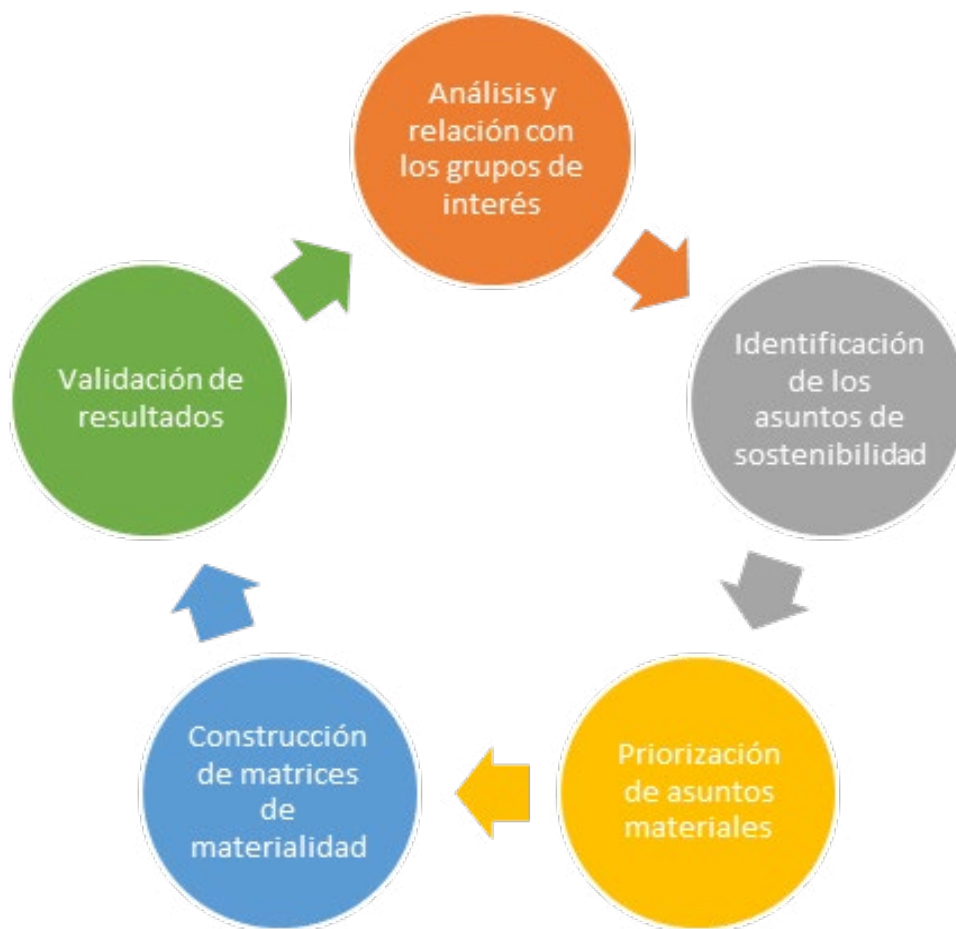 Análisis y
relación con
los grupos de
interés
Identificación
de los
asuntos de
sostenibilidad
Priorización
de asuntos
materiales
Construcción
de matrices
de
materialidad
Validación de
resultados